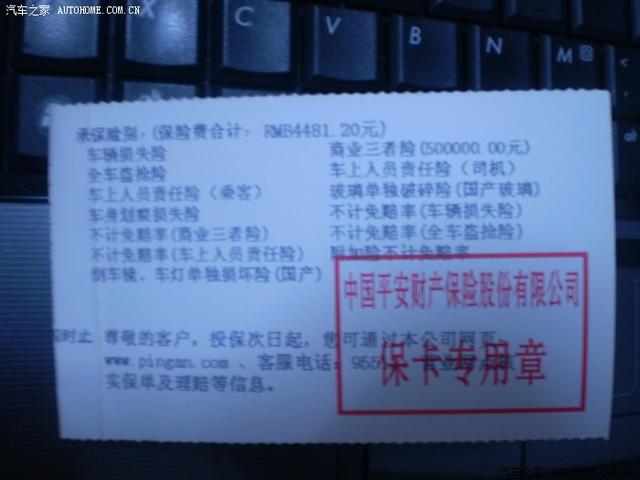 汽车之家 AUTOHOME.COM.CN
X
C
V
B
N
M
承保险别：(保险费合计： RMB4481.20元)
车辆损失险 商业三者险(500000.00元)
全车盗抢险 车上人员责任险（司机）
车上人员责任险（乘客） 玻璃单独破碎险(国产玻璃)
车身划痕损失险 不计免赔率(车辆损失险)
不计免赔率(商业三者险) 不计免赔率(全车盗抢险)
不计免赔率(车上人员责任险) 附加险不计免赔率
倒车镜、车灯单独损坏险(国产)
中国平安财产保险股份有限公司
保卡专用章
时止 尊敬的客户，投保次日起，您可通过本公司网页
www.pingan.com 、客服电话：955
实保单及理赔等信息。
汽车之家